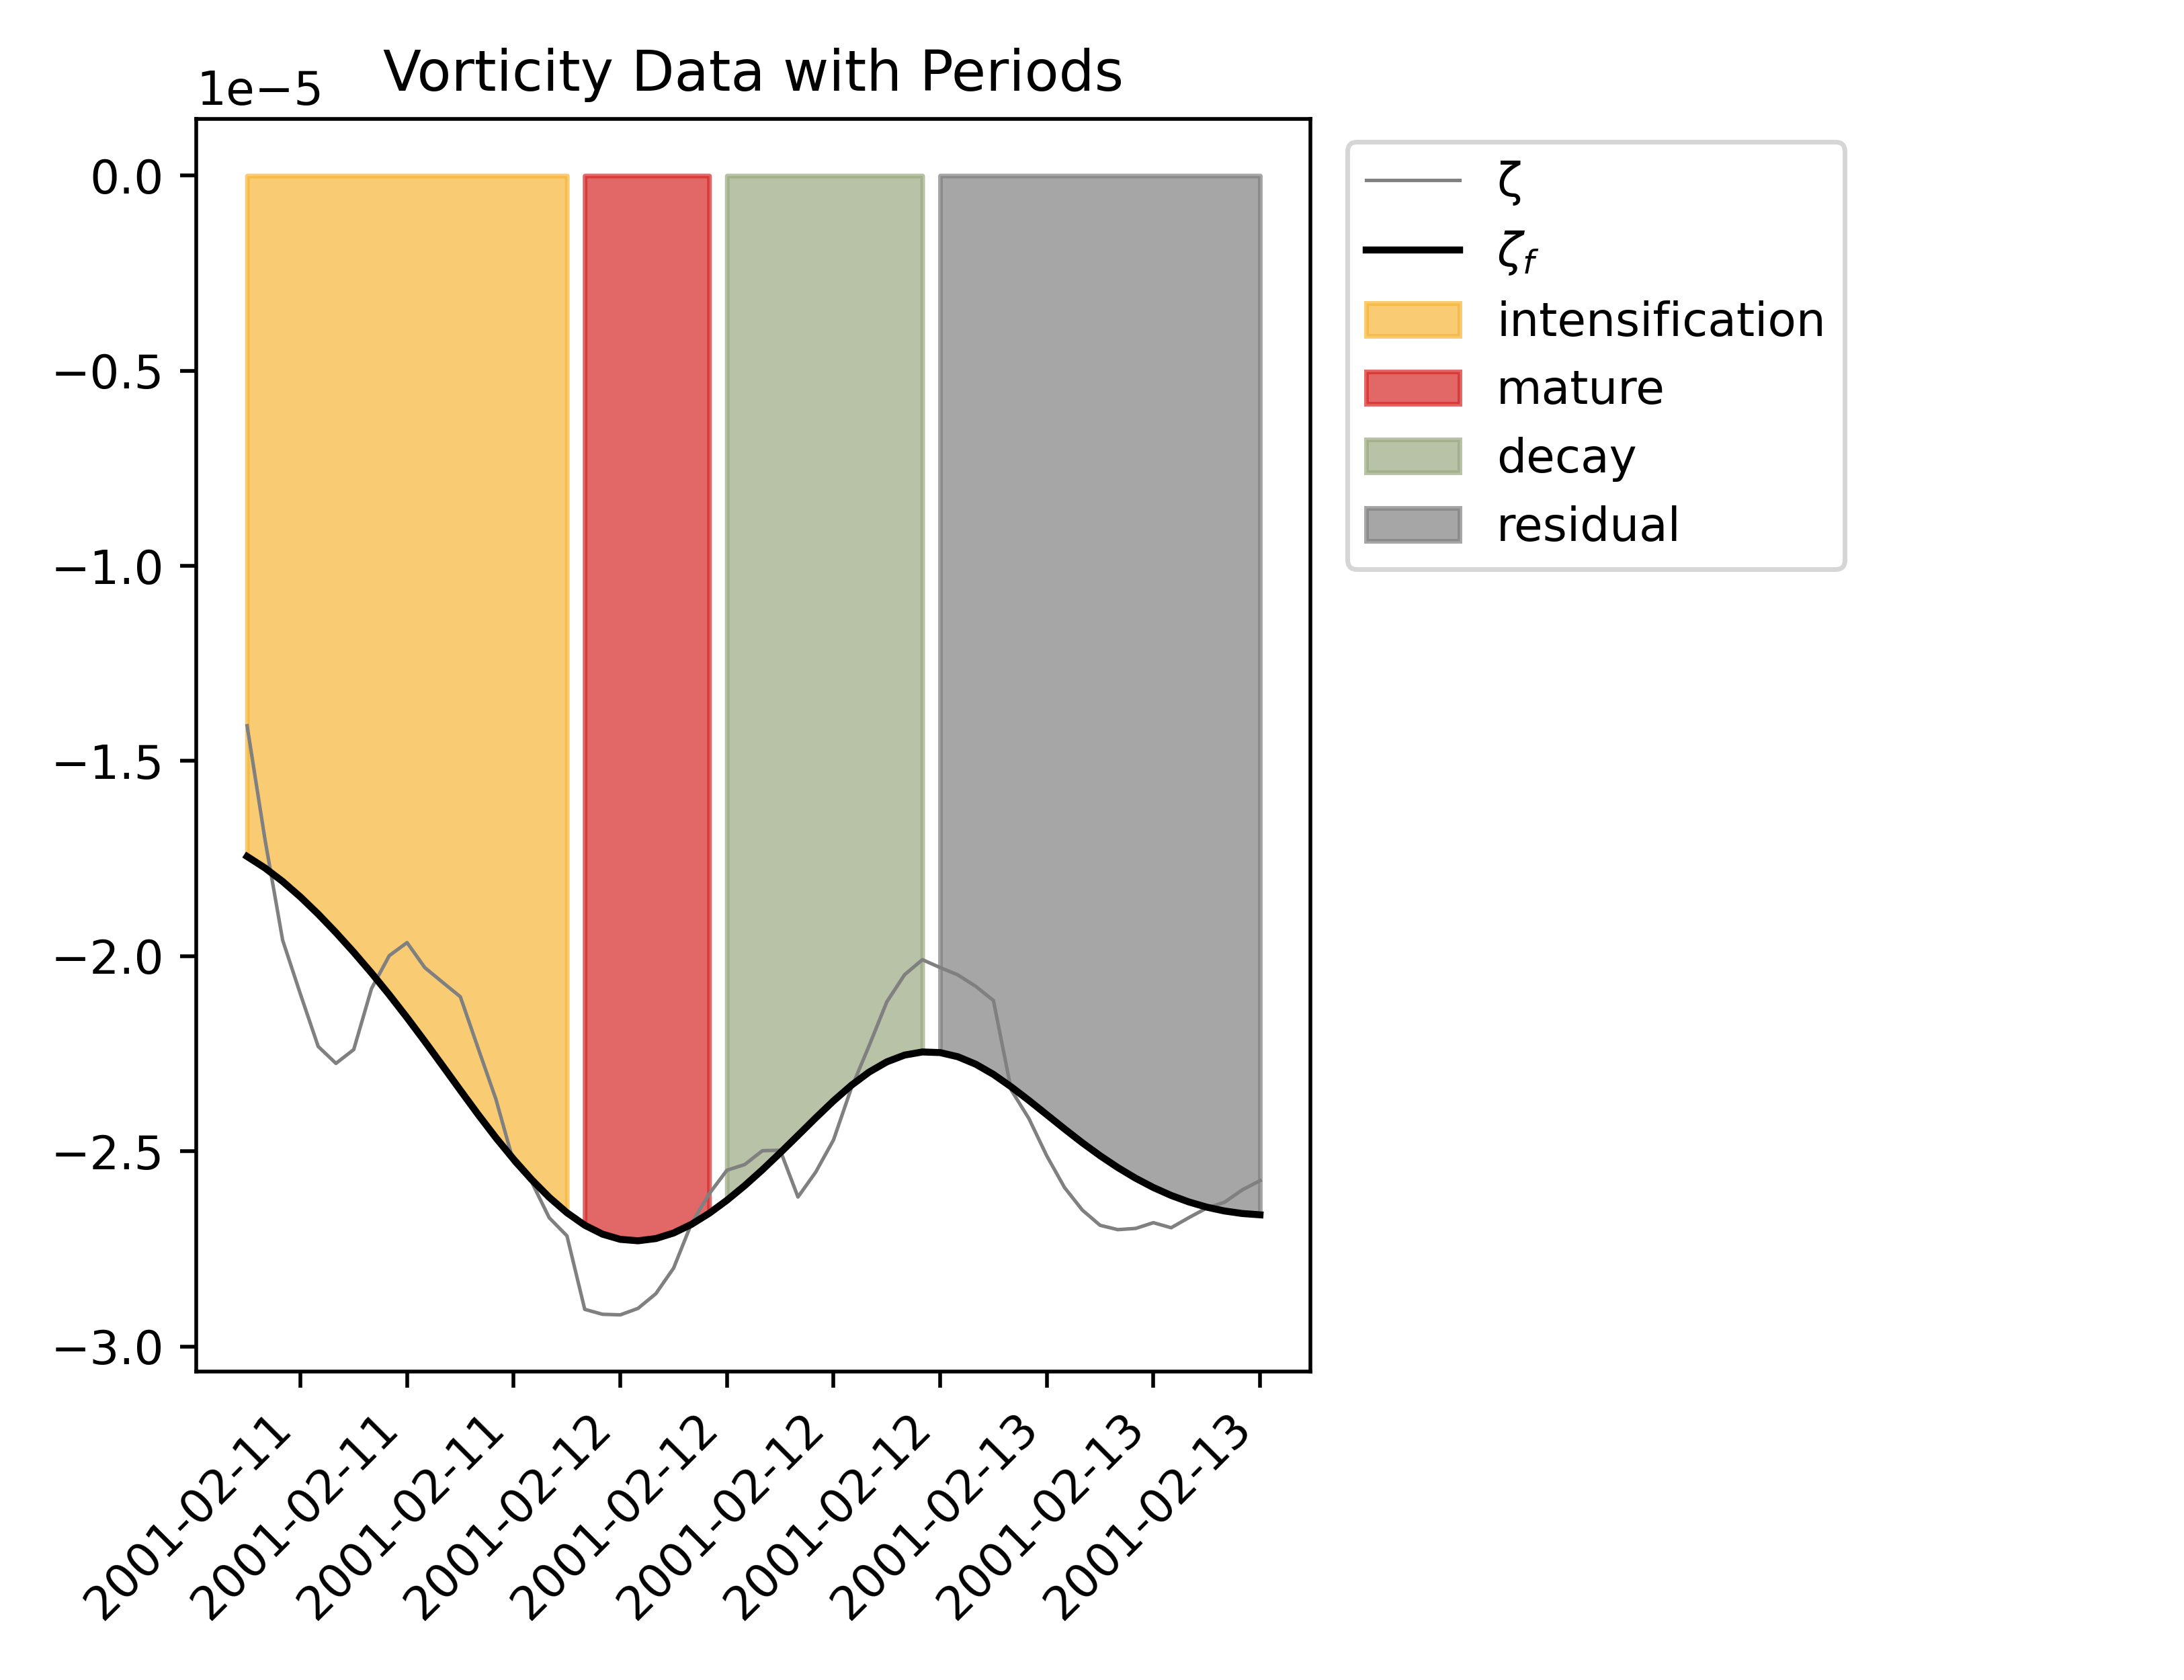 Vorticity Data with Periods
1e−5
0.0
−0.5
−1.0
−1.5
−2.0
−2.5
−3.0
2001-02-11
2001-02-11
2001-02-11
2001-02-12
2001-02-12
2001-02-12
2001-02-12
2001-02-13
2001-02-13
2001-02-13
ζ
ζf
intensification
mature
decay
residual